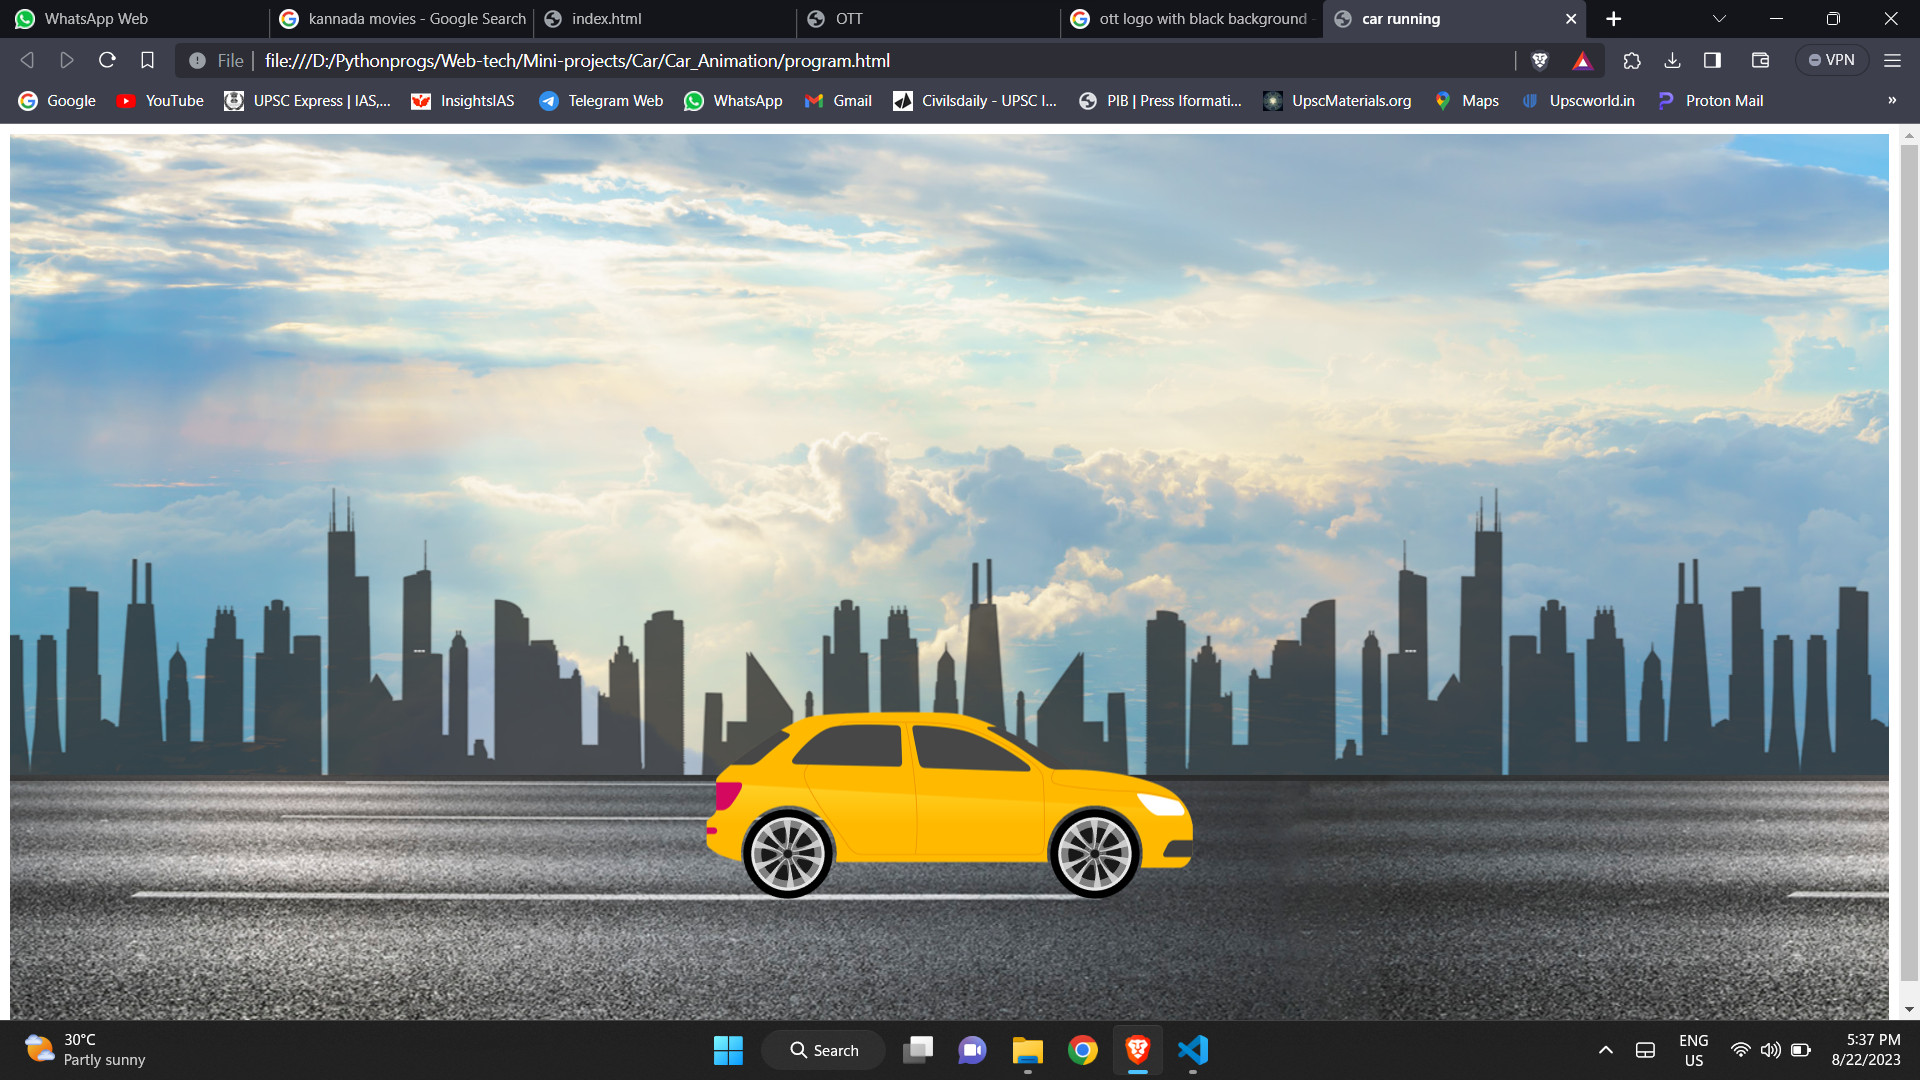 WhatsApp Web
kannada movies - Google Search
index.html
OTT
ott logo with black background
car running
File
file:///D:/Pythonprogs/Web-tech/Mini-projects/Car/Car_Animation/program.html
VPN
Google
YouTube
UPSC Express | IAS,...
InsightsIAS
Telegram Web
WhatsApp
Gmail
Civilsdaily - UPSC I...
PIB | Press Iformati...
UpscMaterials.org
Maps
Upscworld.in
Proton Mail
»
30°C
Partly sunny
Search
ENG
US
5:37 PM
8/22/2023